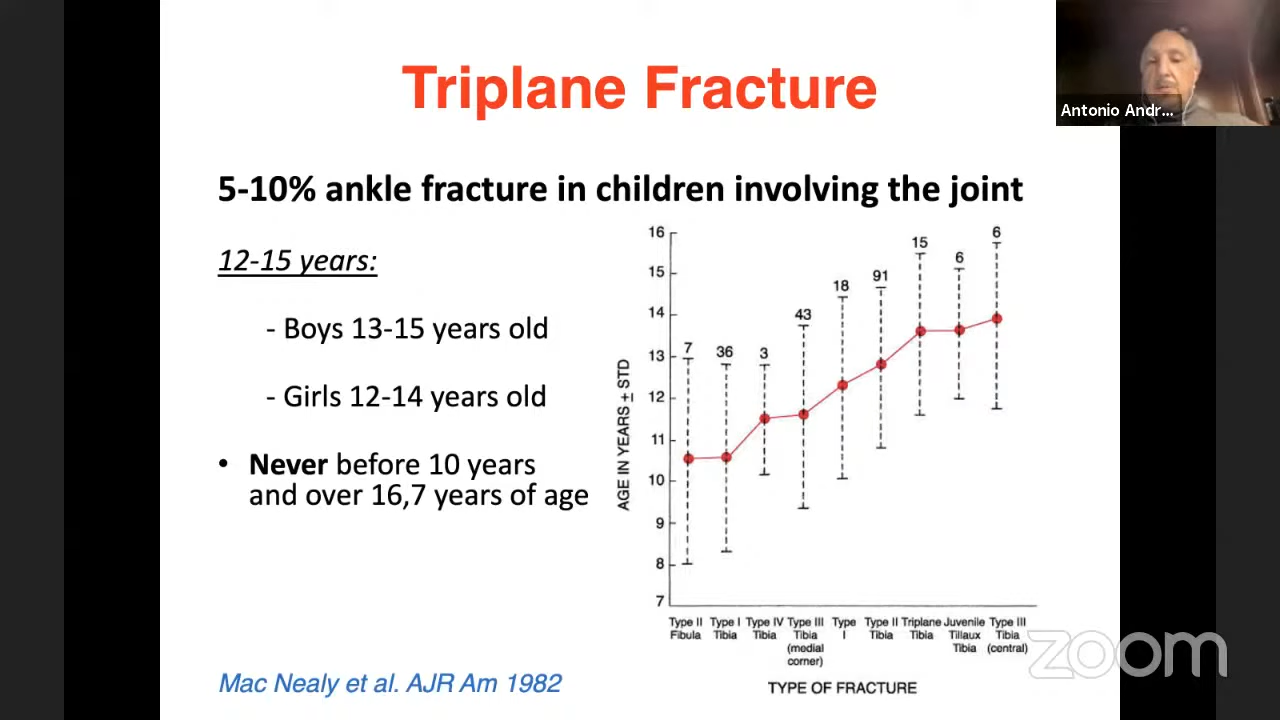 Triplane Fracture
Antonio Andr...
5-10% ankle fracture in children involving the joint
12-15 years:
- Boys 13-15 years old
- Girls 12-14 years old
• Never before 10 years
and over 16,7 years of age
Mac Nealy et al. AJR Am 1982
AGE IN YEARS ± STD
16
15
14
13
12
11
10
9
8
7
7
36
3
43
18
91
15
6
6
Type II Fibula
Type I Tibia
Type IV Tibia
Type III Tibia (medial corner)
Type I
Type II Tibia
Triplane Tibia
Juvenile Tillaux Tibia
Type III Tibia (central)
TYPE OF FRACTURE
zoom